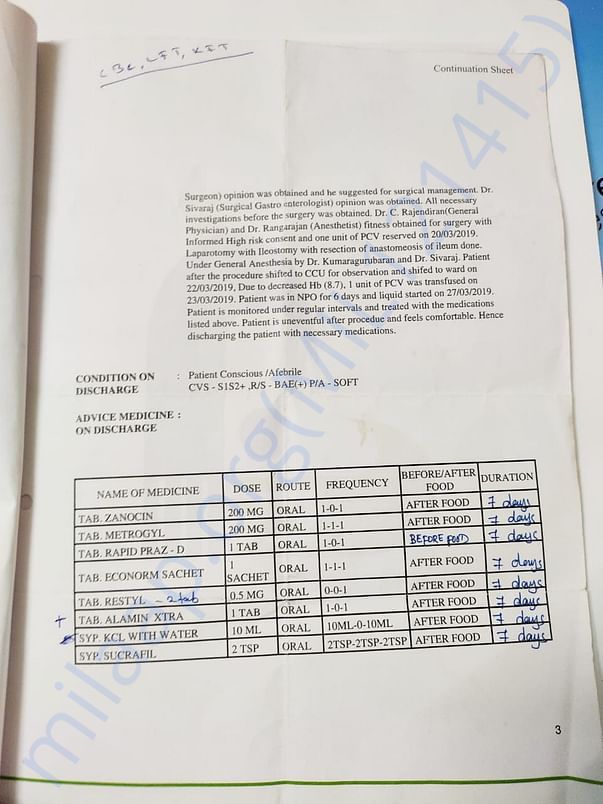 CBC, LFT, KFT
Continuation Sheet
Surgeon) opinion was obtained and he suggested for surgical management. Dr.
Sivaraj (Surgical Gastro enterologist) opinion was obtained. All necessary
investigations before the surgery was obtained. Dr. C. Rajendiran(General
Physician) and Dr. Rangarajan (Anesthetist) fitness obtained for surgery with
Informed High risk consent and one unit of PCV reserved on 20/03/2019.
Laparotomy with Ileostomy with resection of anastomeosis of ileum done.
Under General Anesthesia by Dr. Kumaragurubaran and Dr. Sivaraj. Patient
after the procedure shifted to CCU for observation and shifed to ward on
22/03/2019, Due to decreased Hb (8.7), 1 unit of PCV was transfused on
23/03/2019. Patient was in NPO for 6 days and liquid started on 27/03/2019.
Patient is monitored under regular intervals and treated with the medications
listed above. Patient is uneventful after procedue and feels comfortable. Hence
discharging the patient with necessary medications.
CONDITION ON : Patient Conscious /Afebrile
DISCHARGE CVS - S1S2+ ,R/S - BAE(+) P/A - SOFT
ADVICE MEDICINE :
ON DISCHARGE
NAME OF MEDICINE DOSE ROUTE FREQUENCY BEFORE/AFTER FOOD DURATION
TAB. ZANOCIN 200 MG ORAL 1-0-1 AFTER FOOD 7 days
TAB. METROGYL 200 MG ORAL 1-1-1 AFTER FOOD 7 days
TAB. RAPID PRAZ - D 1 TAB ORAL 1-0-1 BEFORE FOOD 7 days
TAB. ECONORM SACHET 1 SACHET ORAL 1-1-1 AFTER FOOD 7 days
TAB. RESTYL - 2 tab 0.5 MG ORAL 0-0-1 AFTER FOOD 7 days
+ TAB. ALAMIN XTRA 1 TAB ORAL 1-0-1 AFTER FOOD 7 days
SYP. KCL WITH WATER 10 ML ORAL 10ML-0-10ML AFTER FOOD 7 days
SYP. SUCRAFIL 2 TSP ORAL 2TSP-2TSP-2TSP AFTER FOOD 7 days
3